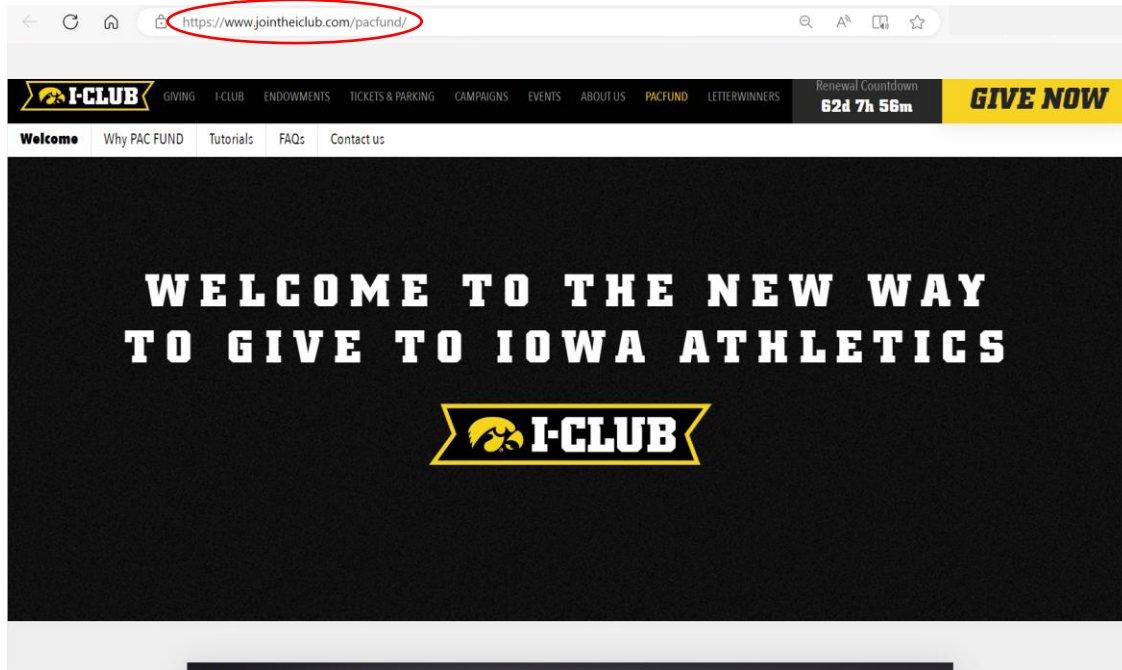 https://www.jointheiclub.com/pacfund/
I-CLUB GIVING I-CLUB ENDOWMENTS TICKETS & PARKING CAMPAIGNS EVENTS ABOUT US PACFUND LETTERWINNERS
Renewal Countdown
62d 7h 56m
GIVE NOW
Welcome Why PAC FUND Tutorials FAQs Contact us
WELCOME TO THE NEW WAY
TO GIVE TO IOWA ATHLETICS
I-CLUB